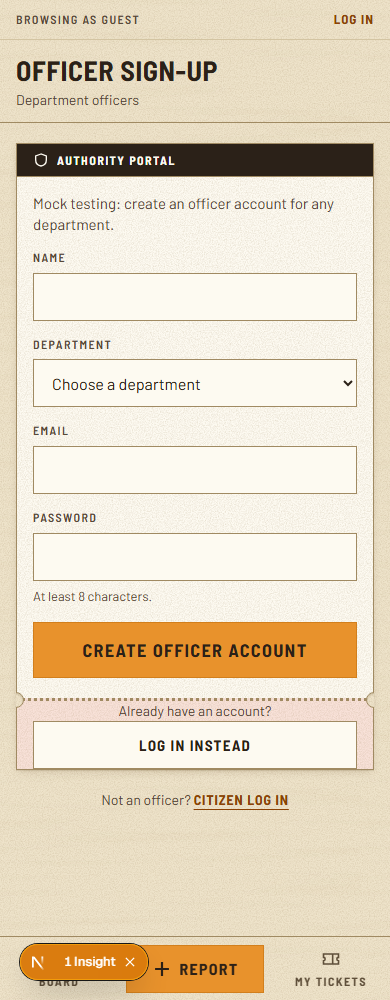 BROWSING AS GUEST
LOG IN
OFFICER SIGN-UP
Department officers
AUTHORITY PORTAL
Mock testing: create an officer account for any
department.
NAME
DEPARTMENT
Choose a department
EMAIL
PASSWORD
At least 8 characters.
CREATE OFFICER ACCOUNT
Already have an account?
LOG IN INSTEAD
Not an officer? CITIZEN LOG IN
N 1 Insight
BOARD
REPORT
MY TICKETS